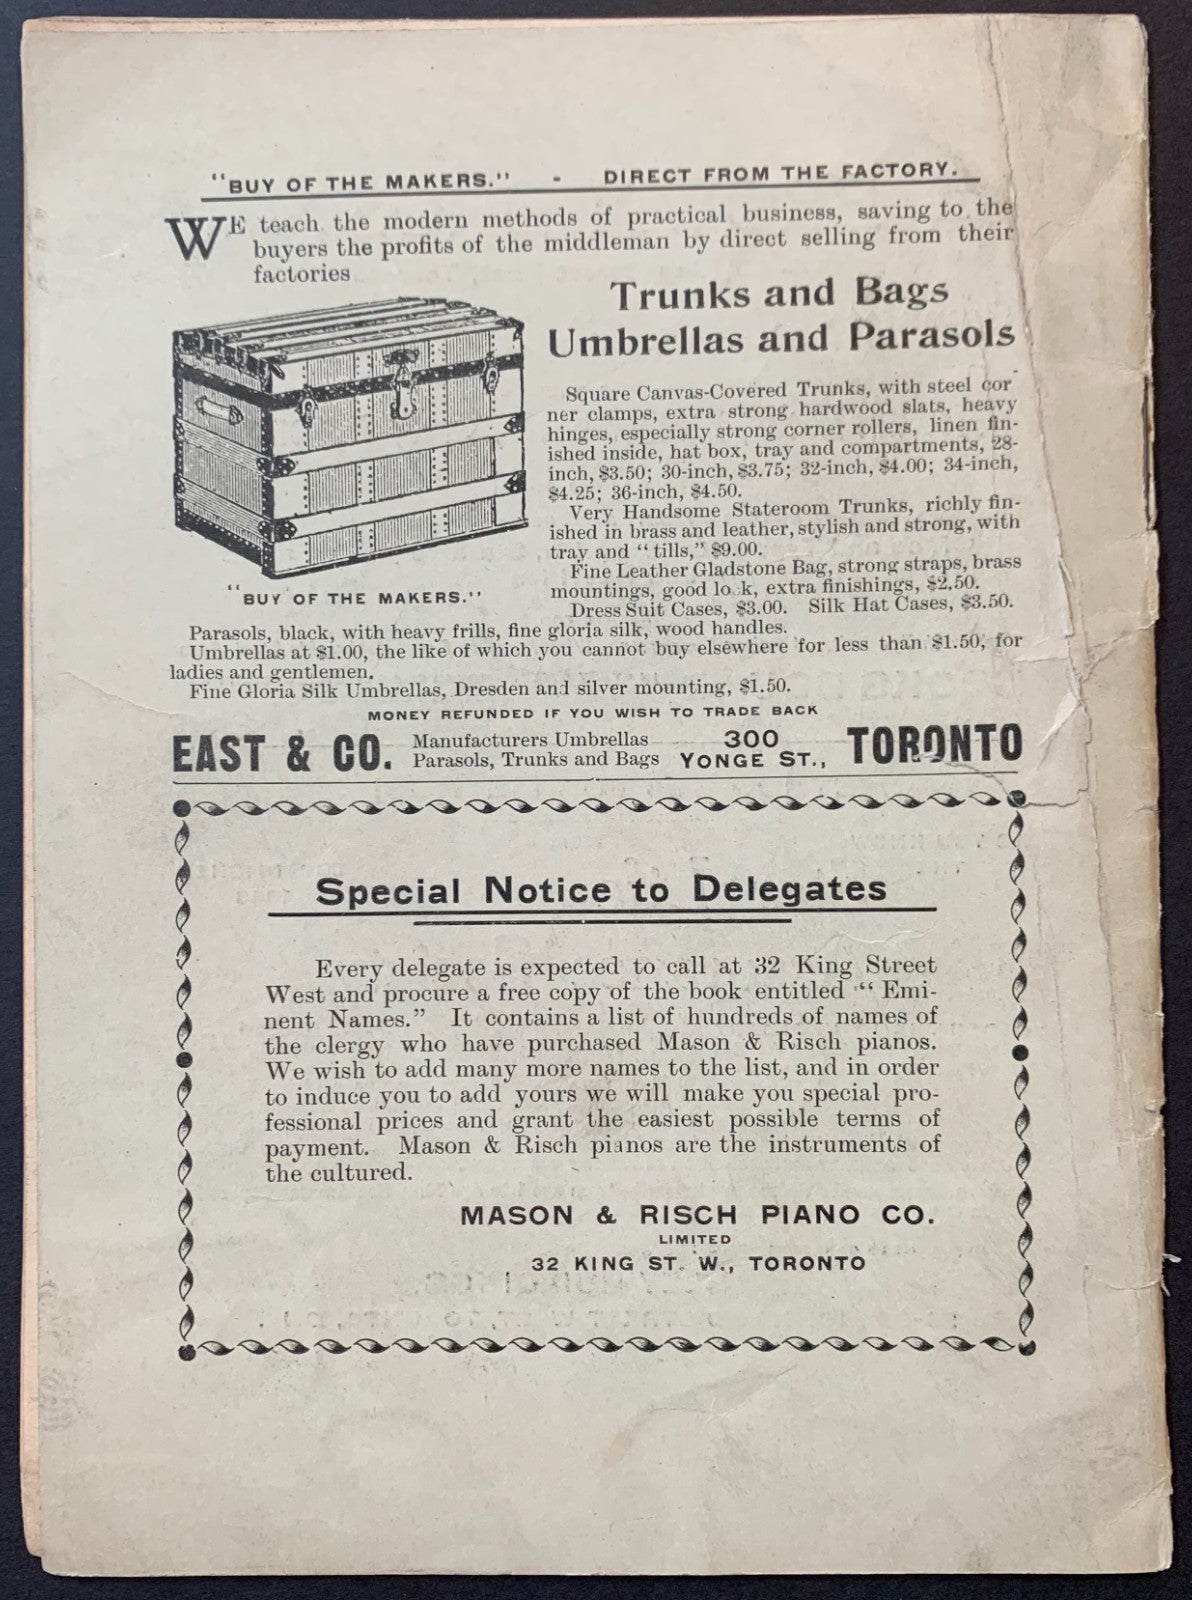 "BUY OF THE MAKERS." - DIRECT FROM THE FACTORY.
WE teach the modern methods of practical business, saving to the
buyers the profits of the middleman by direct selling from their
factories
Trunks and Bags
Umbrellas and Parasols
Square Canvas-Covered Trunks, with steel cor
ner clamps, extra strong hardwood slats, heavy
hinges, especially strong corner rollers, linen fin-
ished inside, hat box, tray and compartments, 28-
inch, $3.50; 30-inch, $3.75; 32-inch, $4.00; 34-inch,
$4.25; 36-inch, $4.50.
Very Handsome Stateroom Trunks, richly fin-
ished in brass and leather, stylish and strong, with
tray and "tills," $9.00.
Fine Leather Gladstone Bag, strong straps, brass
mountings, good look, extra finishings, $2.50.
Dress Suit Cases, $3.00. Silk Hat Cases, $3.50.
"BUY OF THE MAKERS."
Parasols, black, with heavy frills, fine gloria silk, wood handles.
Umbrellas at $1.00, the like of which you cannot buy elsewhere for less than $1.50, for
ladies and gentlemen.
Fine Gloria Silk Umbrellas, Dresden and silver mounting, $1.50.
MONEY REFUNDED IF YOU WISH TO TRADE BACK
EAST & CO. Manufacturers Umbrellas Parasols, Trunks and Bags 300 YONGE ST., TORONTO
Special Notice to Delegates
Every delegate is expected to call at 32 King Street
West and procure a free copy of the book entitled "Emi-
nent Names." It contains a list of hundreds of names of
the clergy who have purchased Mason & Risch pianos.
We wish to add many more names to the list, and in order
to induce you to add yours we will make you special pro-
fessional prices and grant the easiest possible terms of
payment. Mason & Risch pianos are the instruments of
the cultured.
MASON & RISCH PIANO CO.
LIMITED
32 KING ST. W., TORONTO